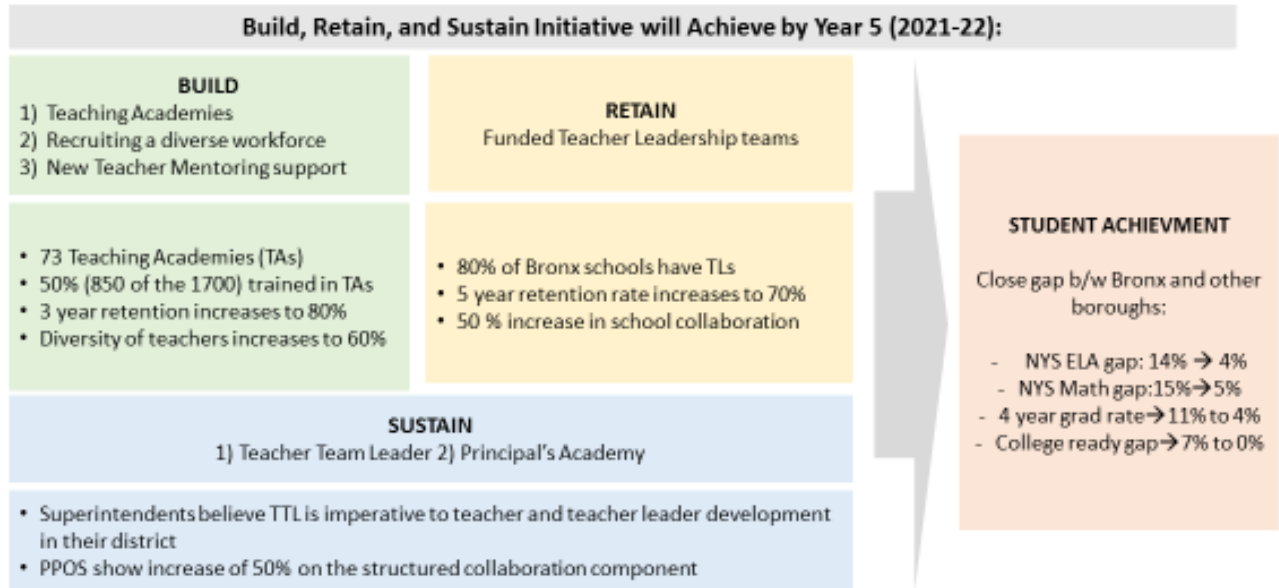 Build, Retain, and Sustain Initiative will Achieve by Year 5 (2021-22):
BUILD
1) Teaching Academies
2) Recruiting a diverse workforce
3) New Teacher Mentoring support
RETAIN
Funded Teacher Leadership teams
• 73 Teaching Academies (TAs)
• 50% (850 of the 1700) trained in TAs
• 3 year retention increases to 80%
• Diversity of teachers increases to 60%
• 80% of Bronx schools have TLs
• 5 year retention rate increases to 70%
• 50 % increase in school collaboration
SUSTAIN
1) Teacher Team Leader 2) Principal's Academy
• Superintendents believe TTL is imperative to teacher and teacher leader development
in their district
• PPOS show increase of 50% on the structured collaboration component
STUDENT ACHIEVMENT
Close gap b/w Bronx and other
boroughs:
- NYS ELA gap: 14% → 4%
- NYS Math gap:15%→5%
- 4 year grad rate→11% to 4%
- College ready gap→7% to 0%